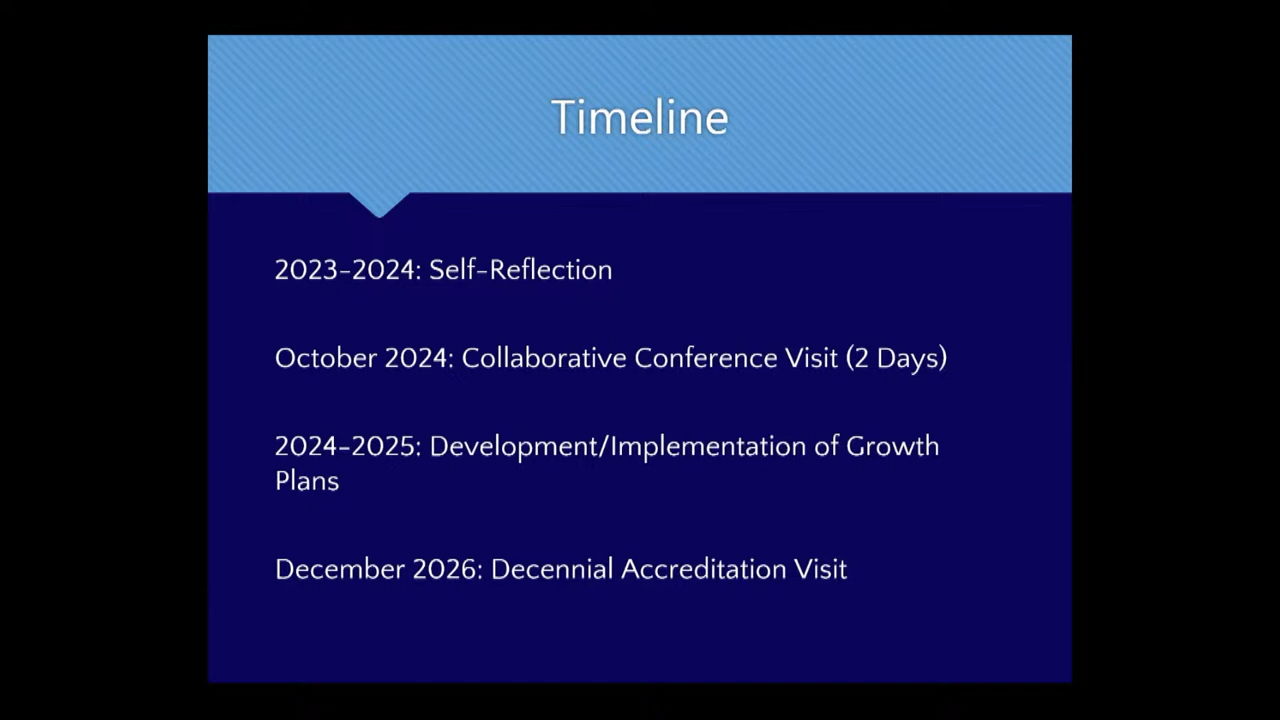 Timeline
2023-2024: Self-Reflection
October 2024: Collaborative Conference Visit (2 Days)
2024-2025: Development/Implementation of Growth
Plans
December 2026: Decennial Accreditation Visit